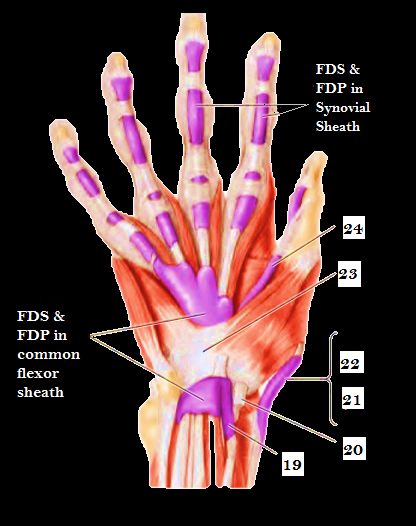 FDS &
FDP in
Synovial
Sheath
24
23
FDS &
FDP in
common
flexor
sheath
22
21
20
19